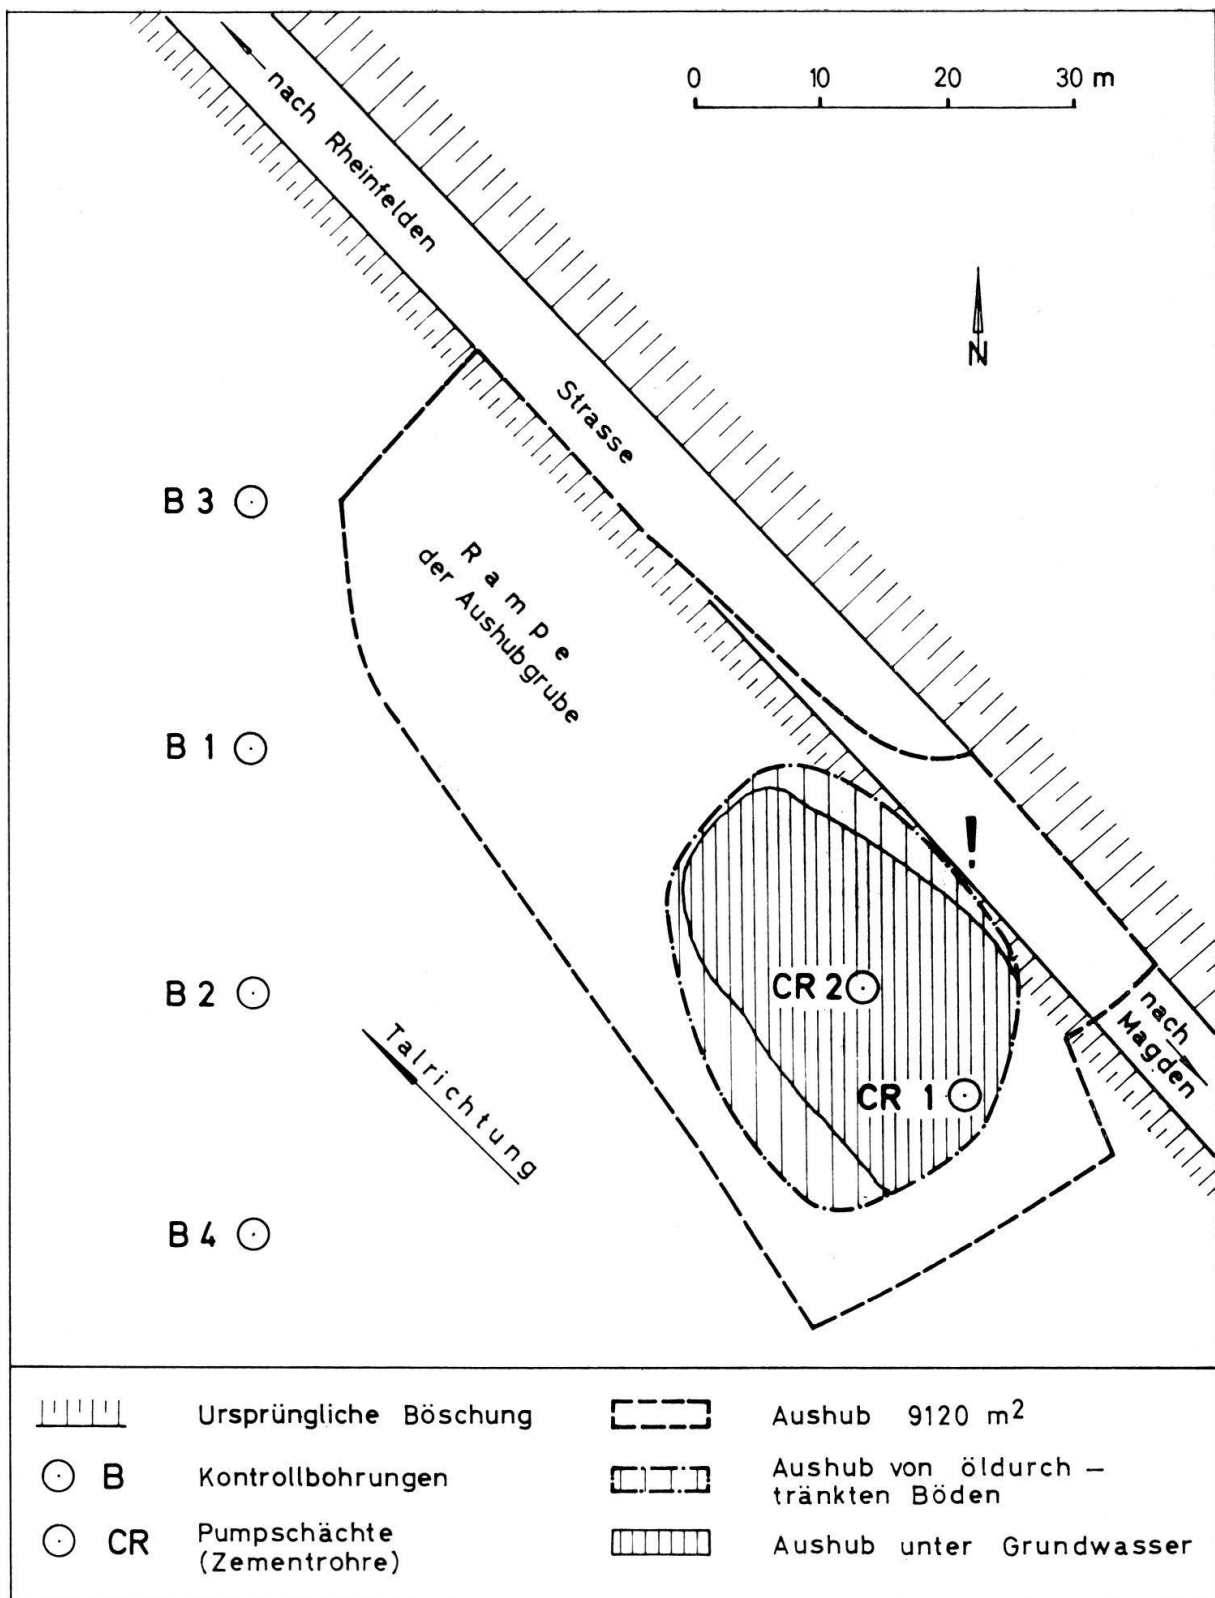 0 10 20 30 m
nach Rheinfelden
N
Strasse
B 3
Rampe
der Aushubgrube
B 1
!
CR 2
B 2
nach
Magden
Talrichtung
CR 1
B 4
Ursprüngliche Böschung
Aushub 9120 m²
B Kontrollbohrungen
Aushub von öldurch –
tränkten Böden
CR Pumpschächte
(Zementrohre)
Aushub unter Grundwasser